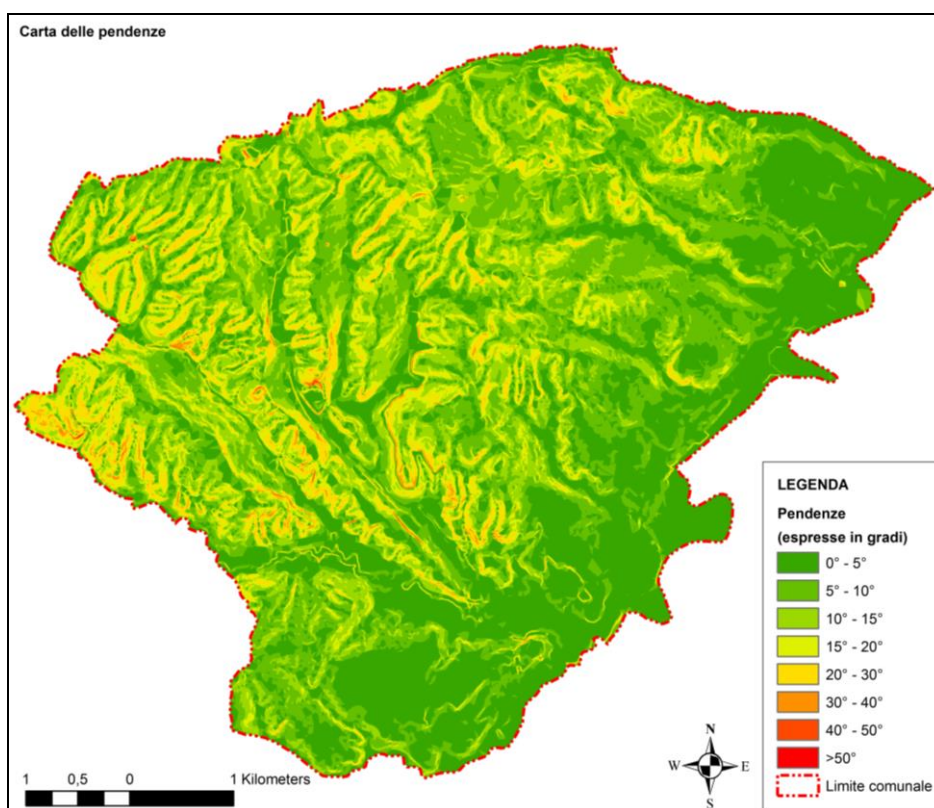 Carta delle pendenze
LEGENDA
Pendenze
(espresse in gradi)
0° - 5°
5° - 10°
10° - 15°
15° - 20°
20° - 30°
30° - 40°
40° - 50°
>50°
Limite comunale
N
W E
S
1 0,5 0 1 Kilometers